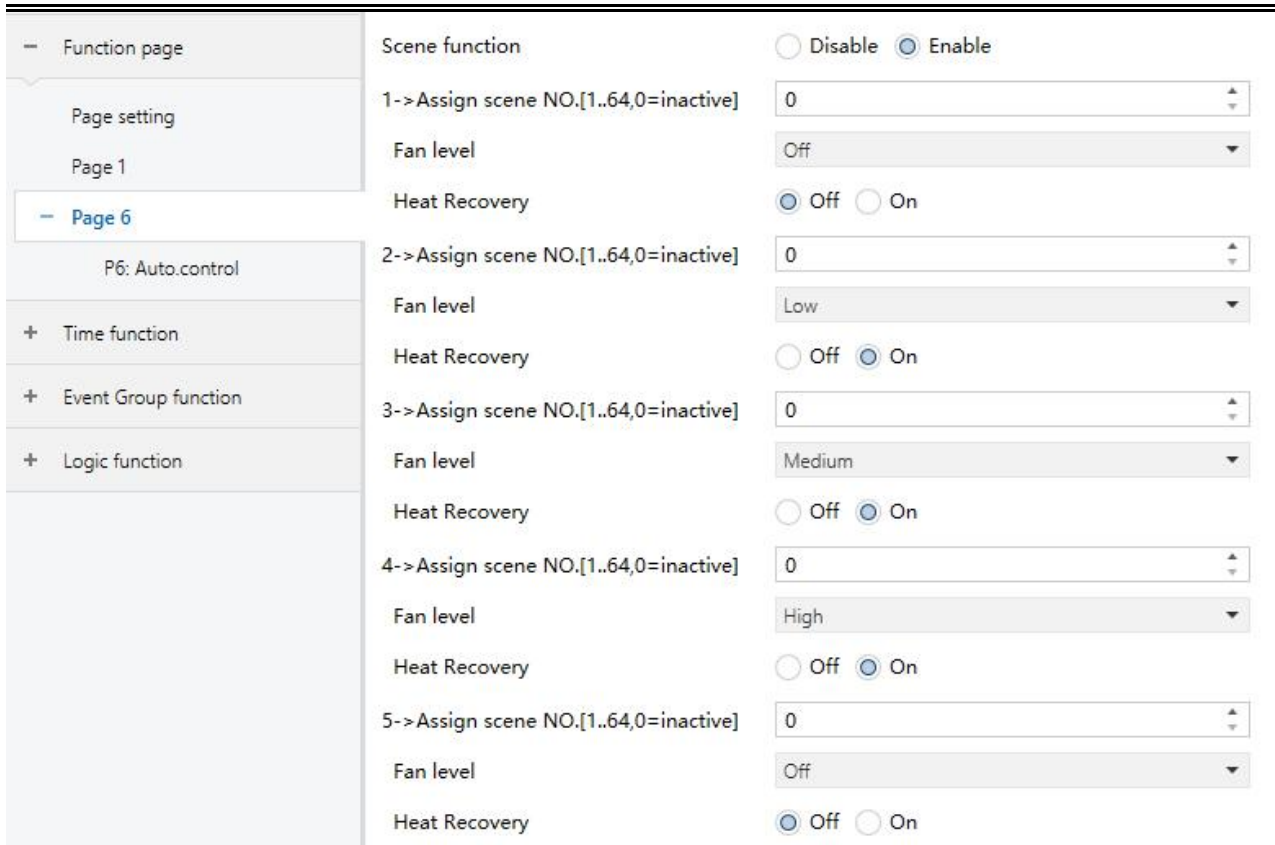 − Function page
Page setting
Page 1
− Page 6
P6: Auto.control
+ Time function
+ Event Group function
+ Logic function
Scene function Disable Enable
1->Assign scene NO.[1..64,0=inactive] 0
Fan level Off
Heat Recovery Off On
2->Assign scene NO.[1..64,0=inactive] 0
Fan level Low
Heat Recovery Off On
3->Assign scene NO.[1..64,0=inactive] 0
Fan level Medium
Heat Recovery Off On
4->Assign scene NO.[1..64,0=inactive] 0
Fan level High
Heat Recovery Off On
5->Assign scene NO.[1..64,0=inactive] 0
Fan level Off
Heat Recovery Off On